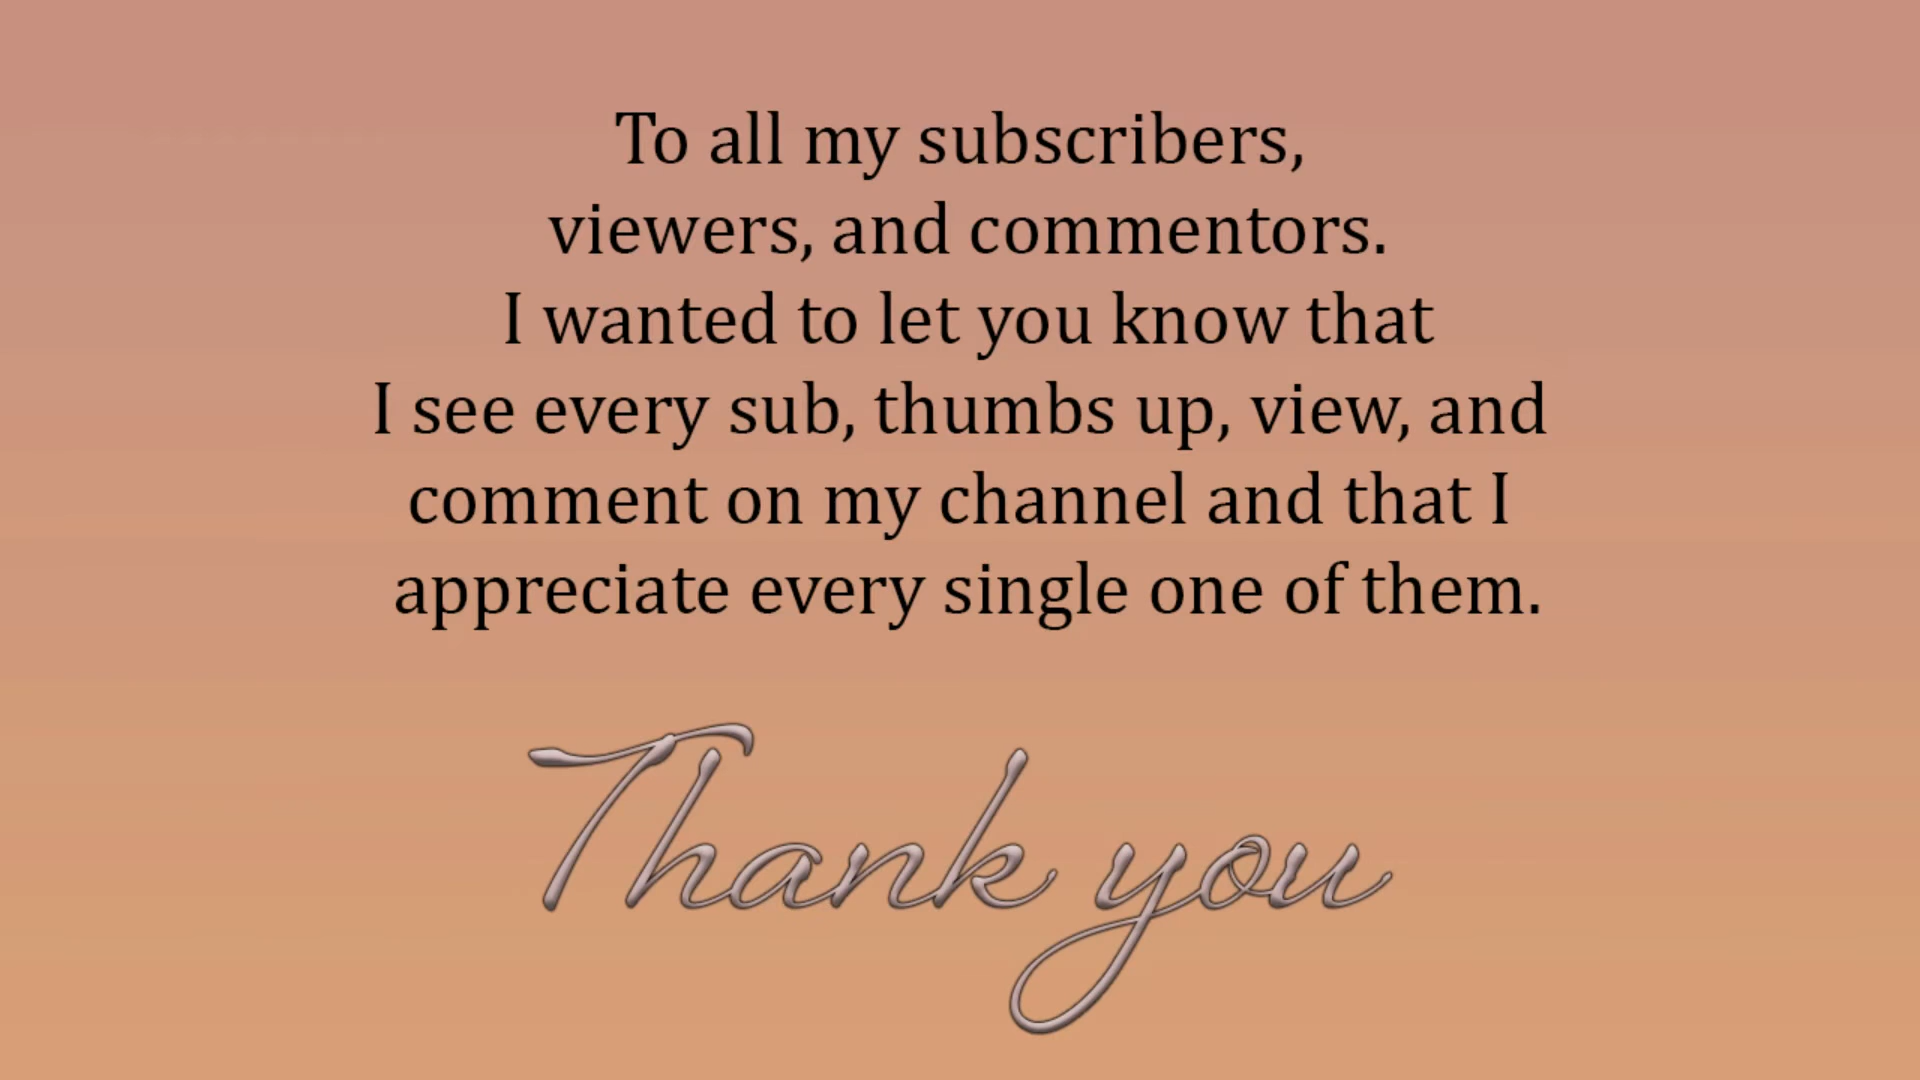 To all my subscribers,
viewers, and commentors.
I wanted to let you know that
I see every sub, thumbs up, view, and
comment on my channel and that I
appreciate every single one of them.
Thank you